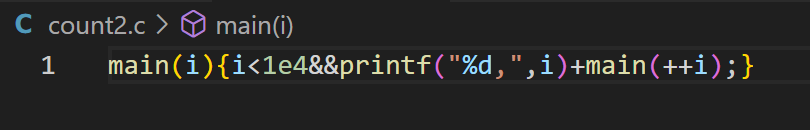 count2.c > main(i)
1 main(i){i<1e4&&printf("%d,",i)+main(++i);}